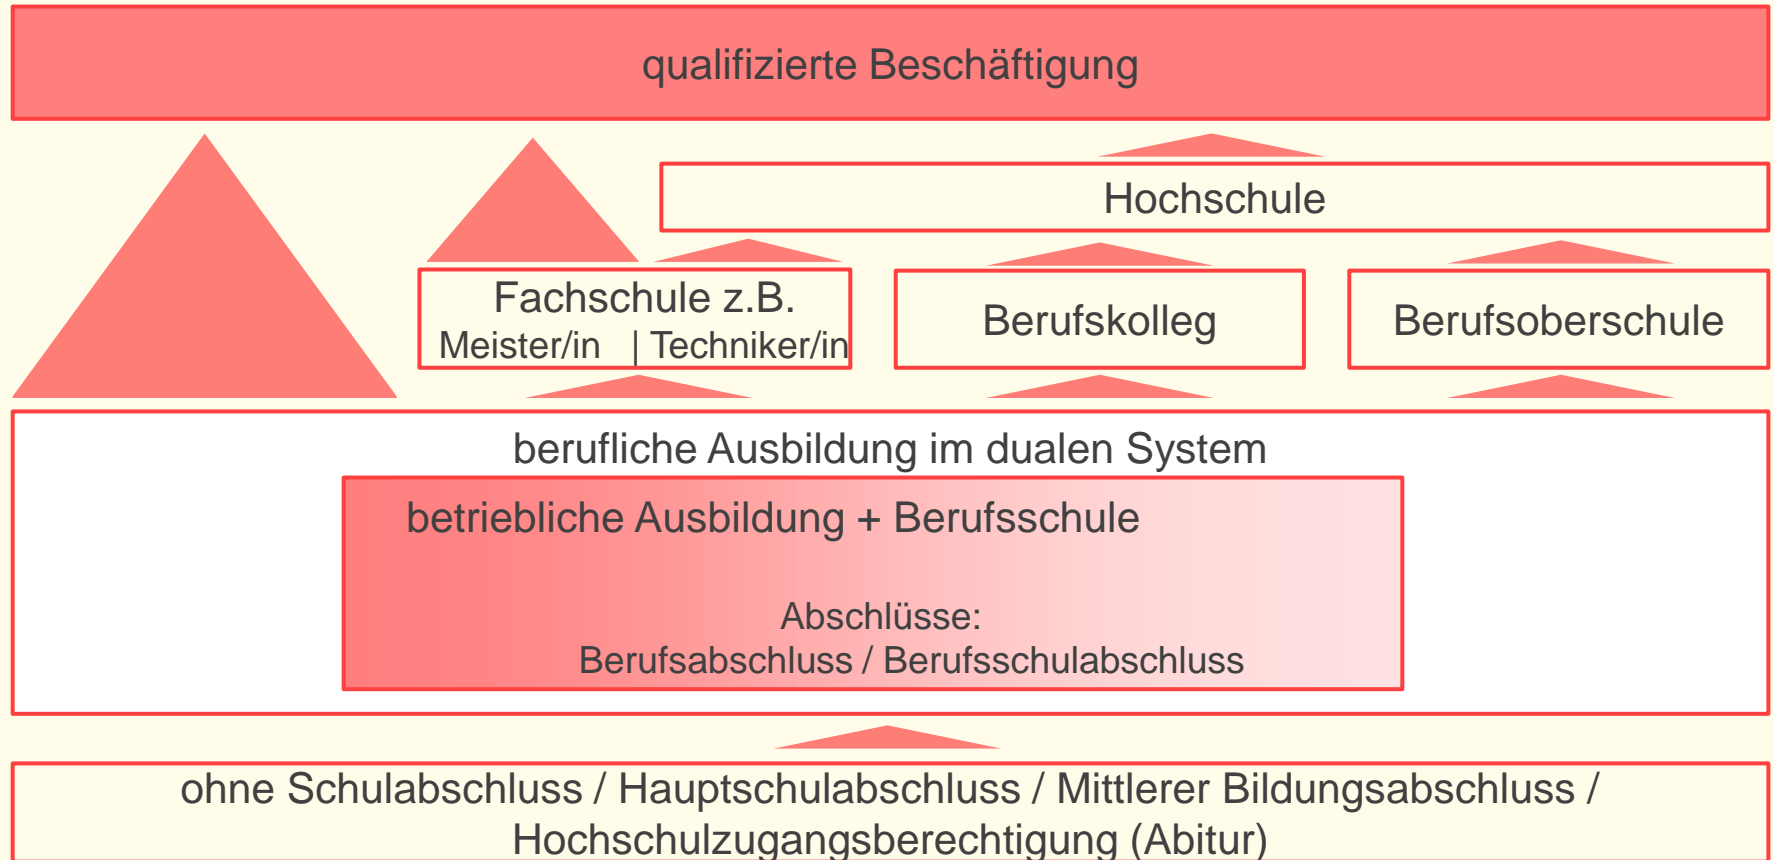 qualifizierte Beschäftigung
Hochschule
Fachschule z.B.
Meister/in | Techniker/in
Berufskolleg
Berufsoberschule
berufliche Ausbildung im dualen System
betriebliche Ausbildung + Berufsschule
Abschlüsse:
Berufsabschluss / Berufsschulabschluss
ohne Schulabschluss / Hauptschulabschluss / Mittlerer Bildungsabschluss /
Hochschulzugangsberechtigung (Abitur)